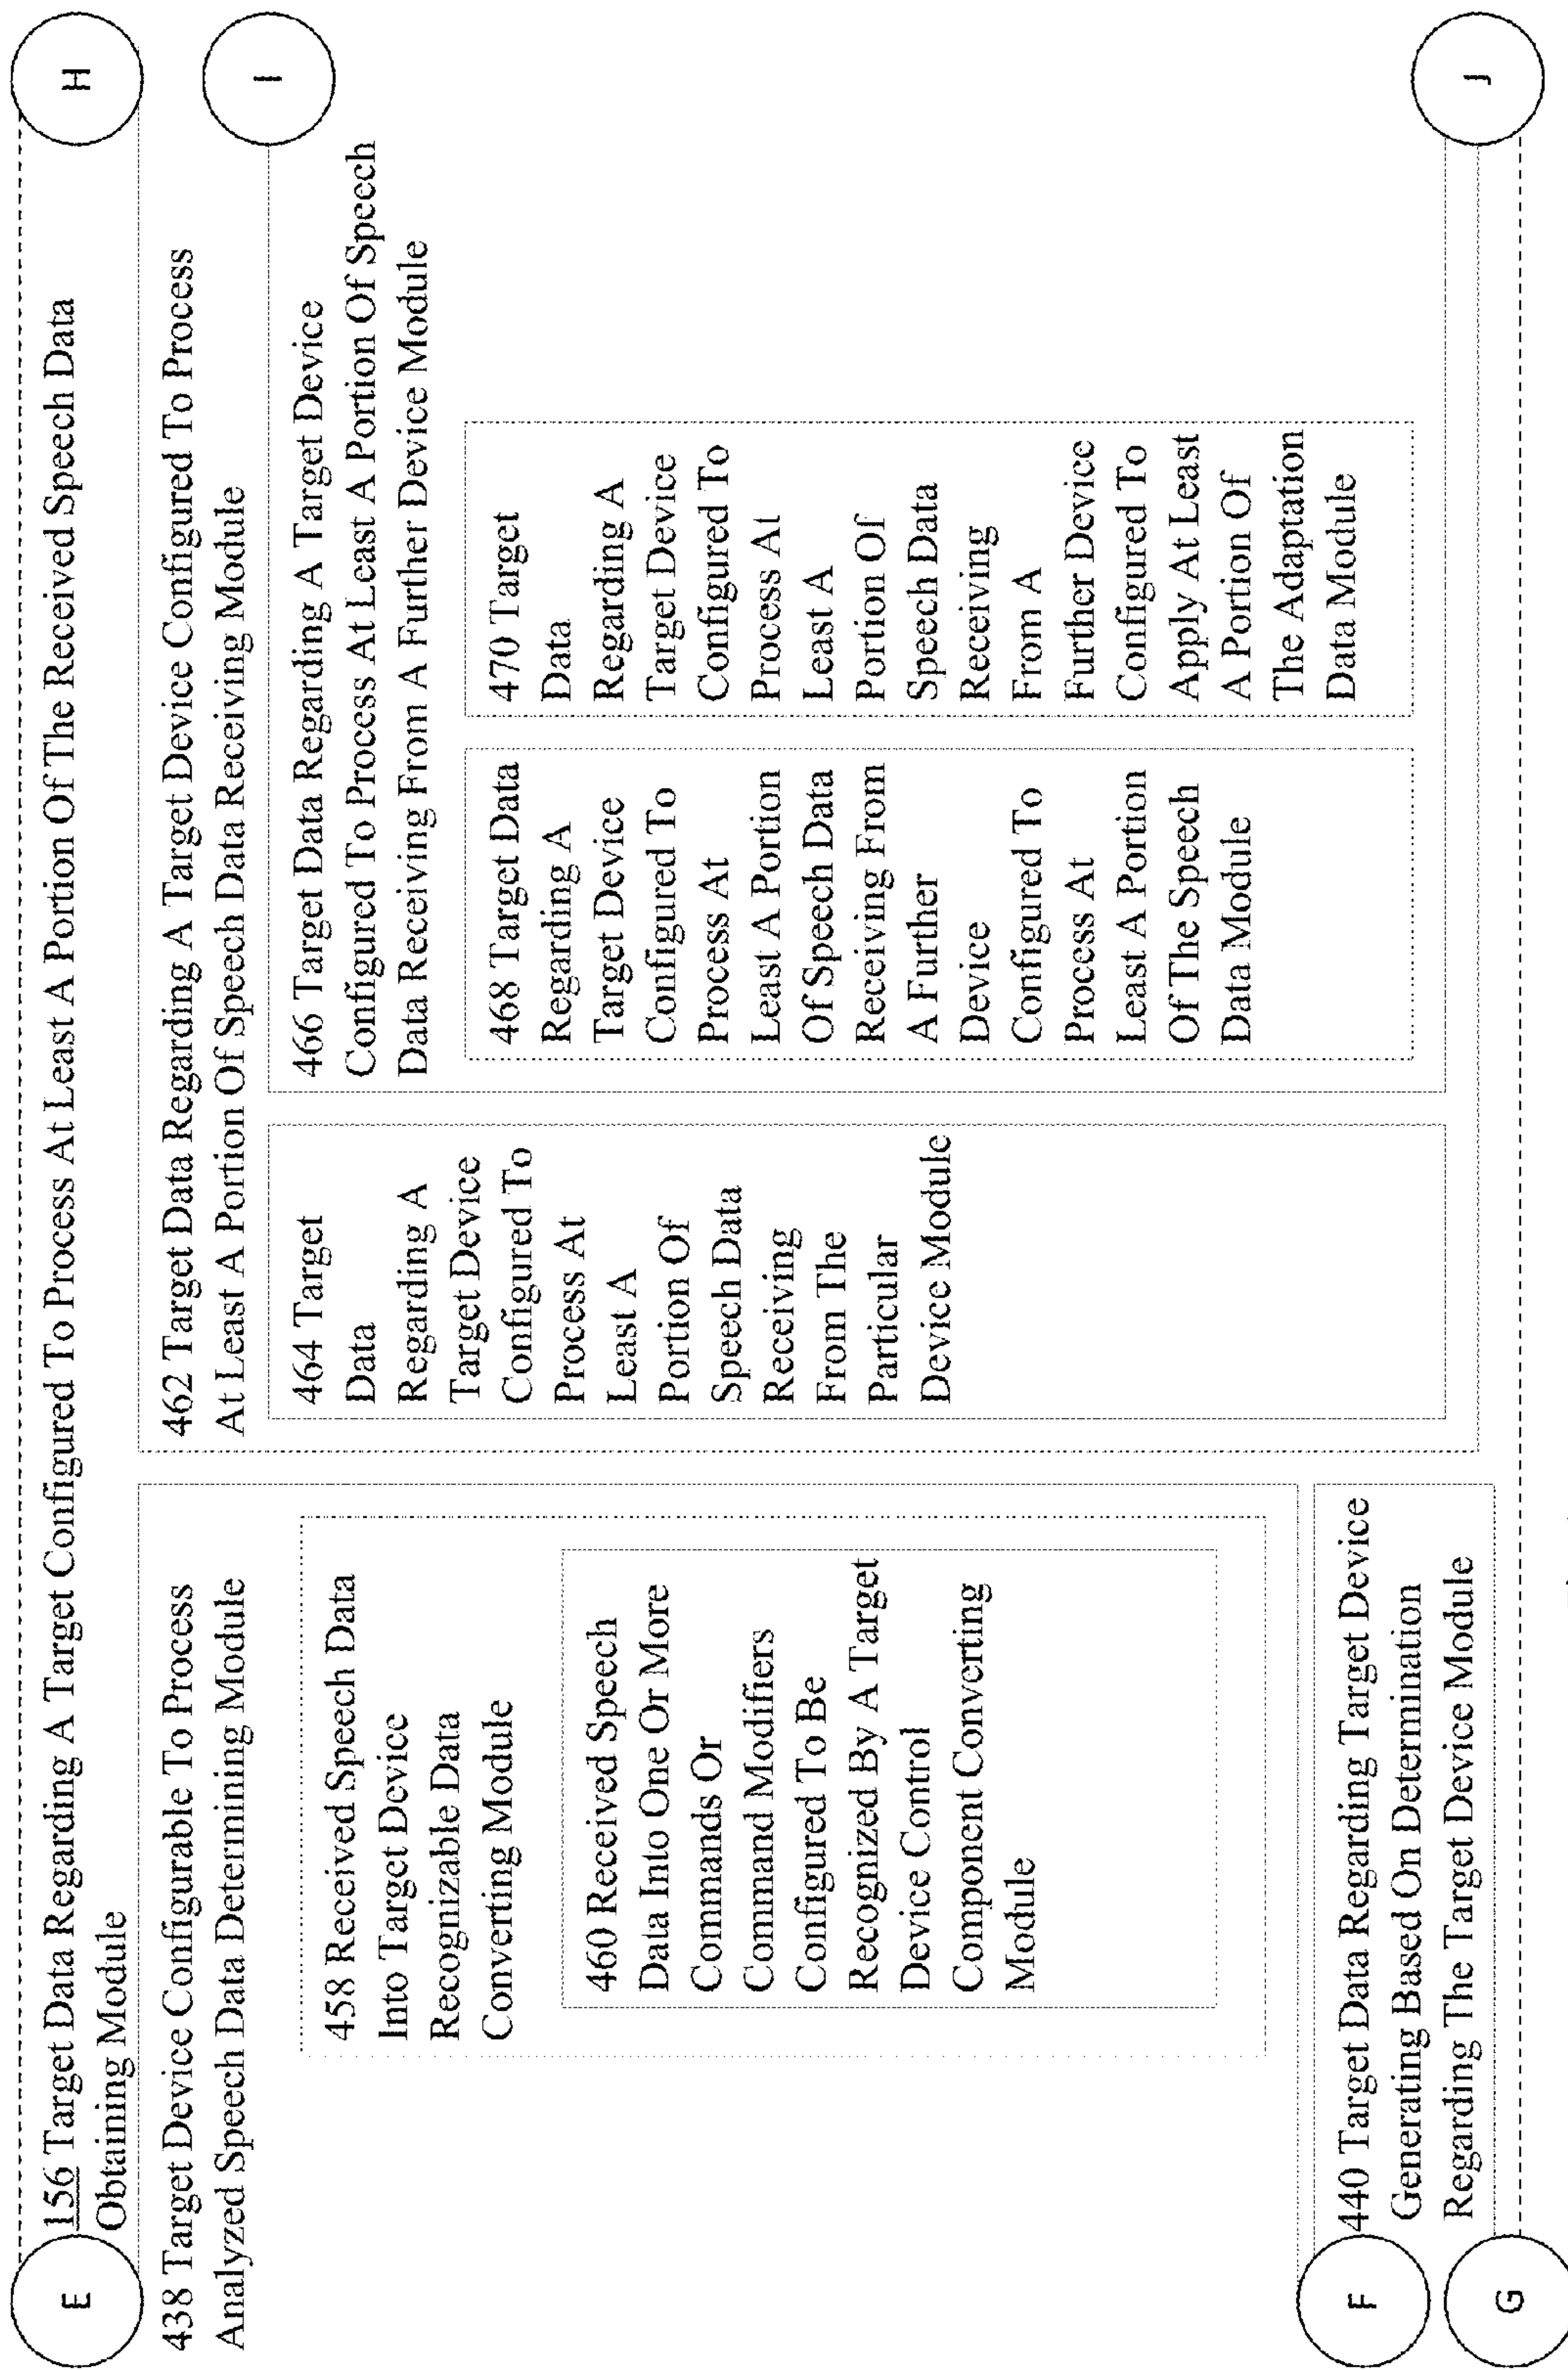 E
H
156 Target Data Regarding A Target Configured To Process At Least A Portion Of The Received Speech Data
Obtaining Module
438 Target Device Configurable To Process
Analyzed Speech Data Determining Module
458 Received Speech Data
Into Target Device
Recognizable Data
Converting Module
460 Received Speech
Data Into One Or More
Commands Or
Command Modifiers
Configured To Be
Recognized By A Target
Device Control
Component Converting
Module
F
440 Target Data Regarding Target Device
Generating Based On Determination
Regarding The Target Device Module
G
462 Target Data Regarding A Target Device Configured To Process
At Least A Portion Of Speech Data Receiving Module
I
464 Target
Data
Regarding A
Target Device
Configured To
Process At
Least A
Portion Of
Speech Data
Receiving
From The
Particular
Device Module
466 Target Data Regarding A Target Device
Configured To Process At Least A Portion Of Speech
Data Receiving From A Further Device Module
468 Target Data
Regarding A
Target Device
Configured To
Process At
Least A Portion
Of Speech Data
Receiving From
A Further
Device
Configured To
Process At
Least A Portion
Of The Speech
Data Module
470 Target
Data
Regarding A
Target Device
Configured To
Process At
Least A
Portion Of
Speech Data
Receiving
From A
Further Device
Configured To
Apply At Least
A Portion Of
The Adaptation
Data Module
J